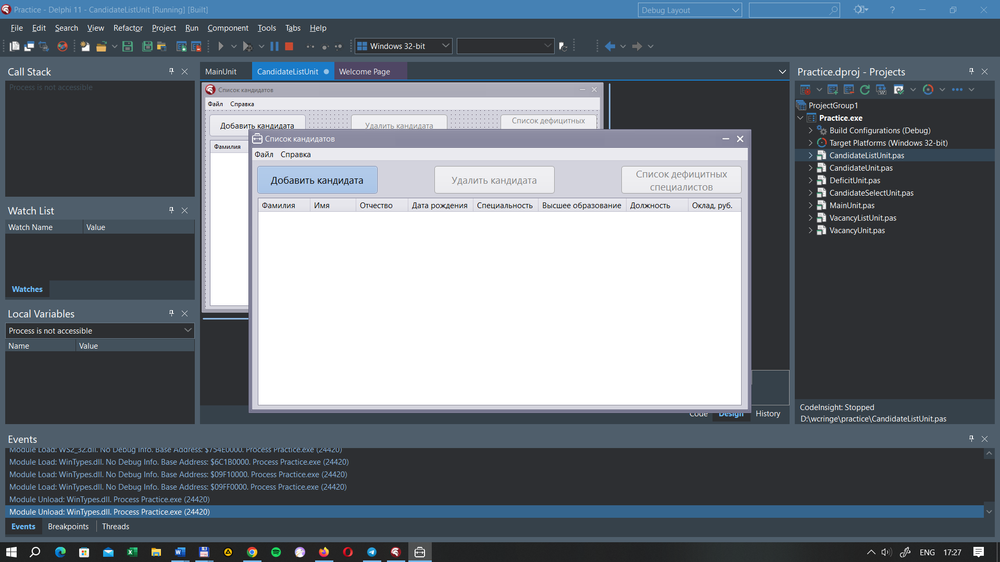 Practice - Delphi 11 - CandidateListUnit [Running] [Built]
Debug Layout
?
File Edit Search View Refactor Project Run Component Tools Tabs Help
Windows 32-bit
Call Stack
Process is not accessible
Watch List
Watch Name Value
Watches
Local Variables
Process is not accessible
Name Value
MainUnit CandidateListUnit Welcome Page
Список кандидатов
Файл Справка
Добавить кандидата Удалить кандидата Список дефицитных
Фамилия
Список кандидатов
Файл Справка
Добавить кандидата
Удалить кандидата
Список дефицитных
специалистов
Фамилия Имя Отчество Дата рождения Специальность Высшее образование Должность Оклад, руб.
Code Design History
Practice.dproj - Projects
ProjectGroup1
Practice.exe
Build Configurations (Debug)
Target Platforms (Windows 32-bit)
CandidateListUnit.pas
CandidateUnit.pas
DeficitUnit.pas
CandidateSelectUnit.pas
MainUnit.pas
VacancyListUnit.pas
VacancyUnit.pas
CodeInsight: Stopped
D:\wcringe\practice\CandidateListUnit.pas
Events
Module Load: WS2_32.dll. No Debug Info. Base Address: $754E0000. Process Practice.exe (24420)
Module Load: WinTypes.dll. No Debug Info. Base Address: $6C1B0000. Process Practice.exe (24420)
Module Load: WinTypes.dll. No Debug Info. Base Address: $09F10000. Process Practice.exe (24420)
Module Load: WinTypes.dll. No Debug Info. Base Address: $09FF0000. Process Practice.exe (24420)
Module Unload: WinTypes.dll. Process Practice.exe (24420)
Module Unload: WinTypes.dll. Process Practice.exe (24420)
Events Breakpoints Threads
ENG 17:27